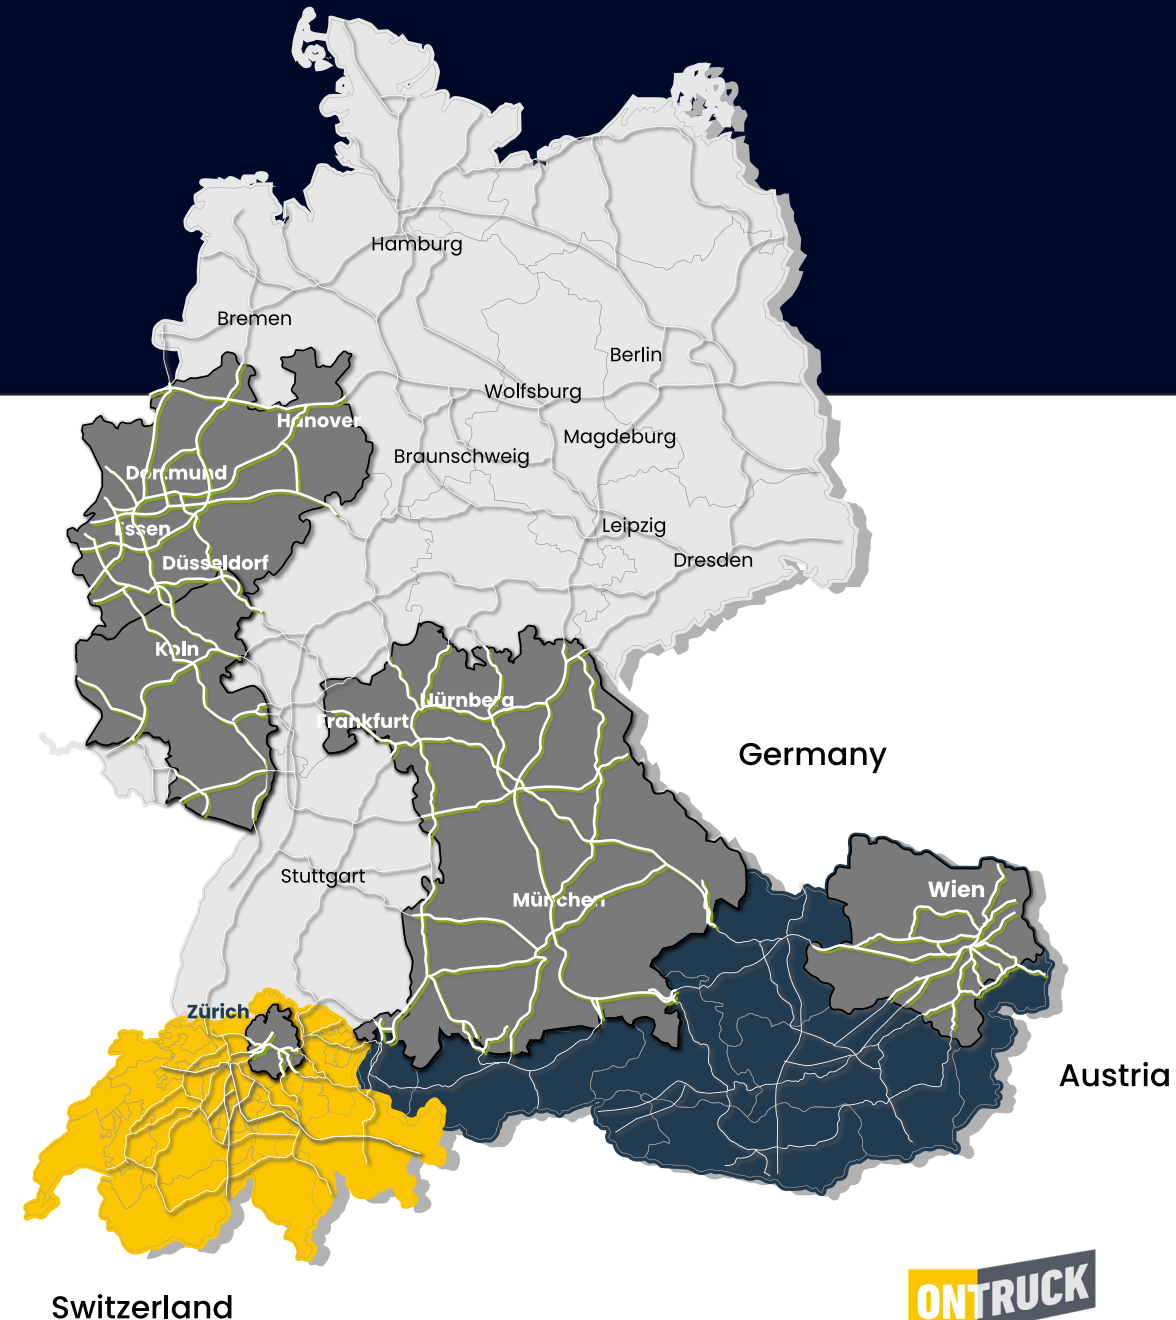 Hamburg
Bremen
Berlin
Wolfsburg
Hanover
Magdeburg
Braunschweig
Dortmund
Essen
Leipzig
Düsseldorf
Dresden
Köln
Nürnberg
Frankfurt
Germany
Stuttgart
Wien
München
Zürich
Austria
Switzerland
ONTRUCK